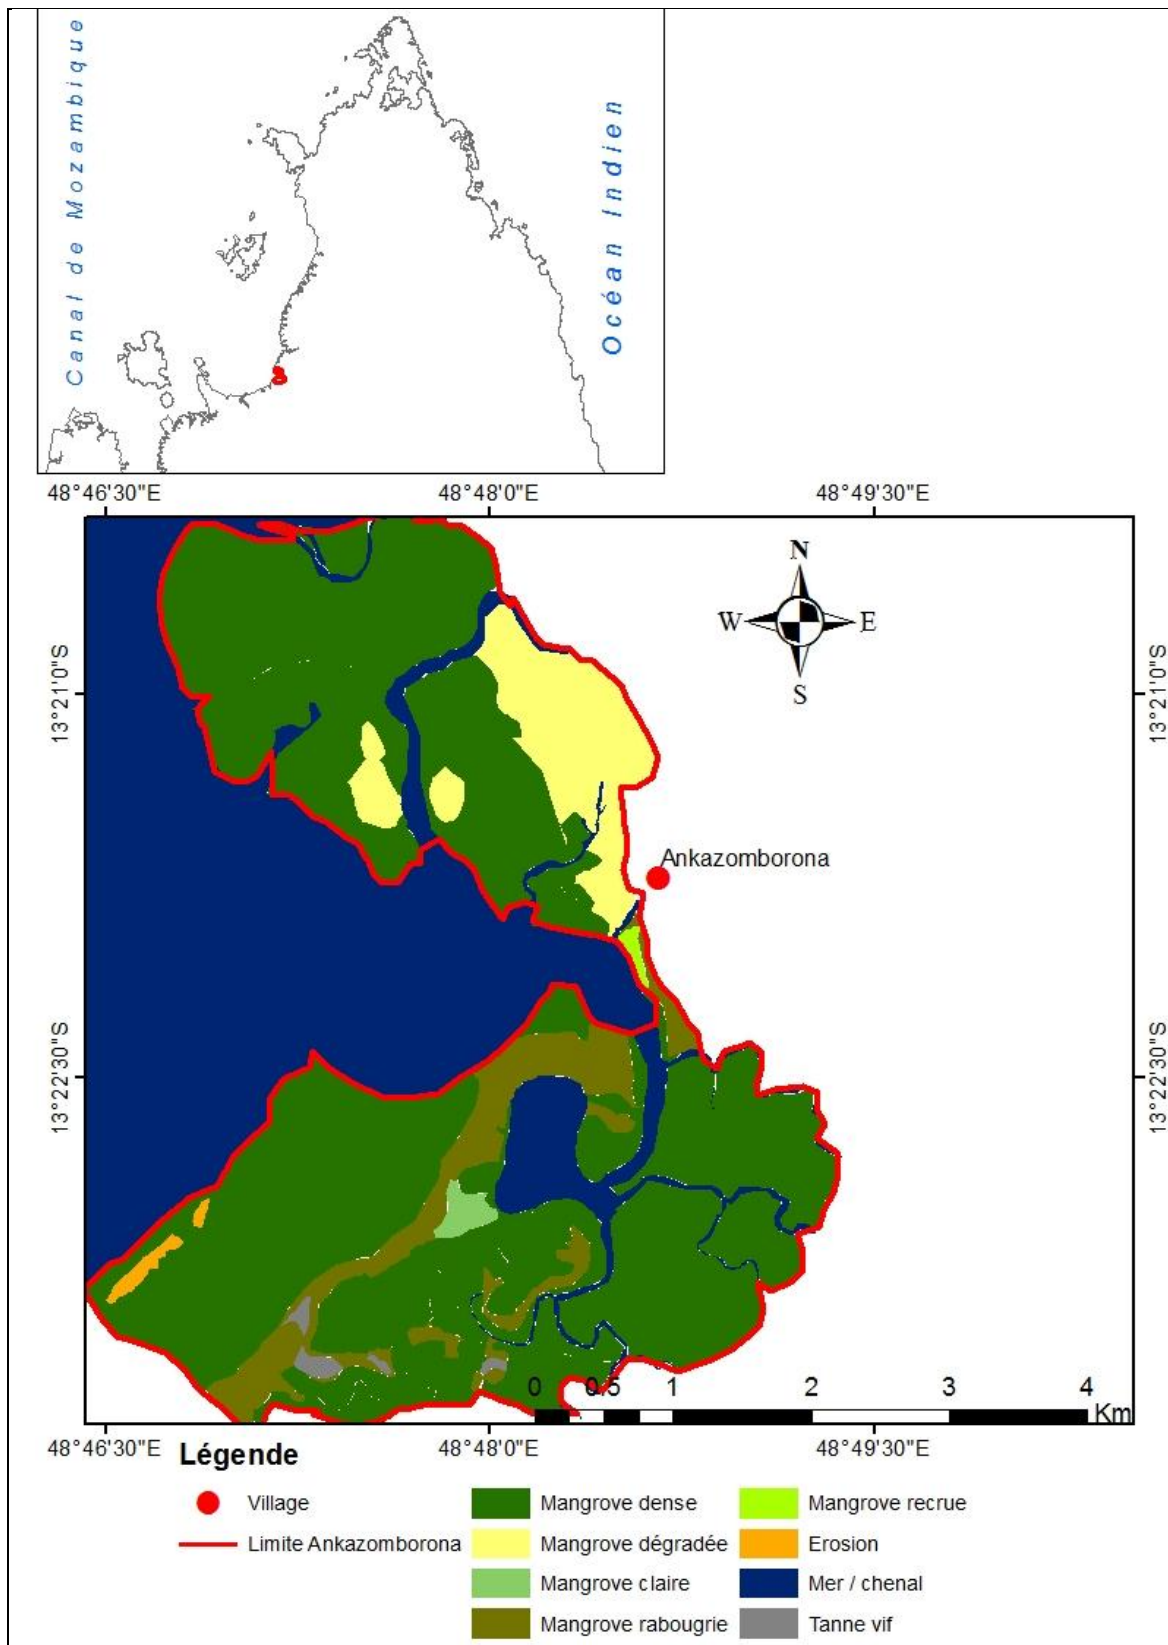 Canal de Mozambique
Océan Indien
48°46'30"E 48°48'0"E 48°49'30"E
N
W E
S
13°21'0"S 13°21'0"S
Ankazomborona
13°22'30"S 13°22'30"S
0 0,5 1 2 3 4
Km
48°46'30"E 48°48'0"E 48°49'30"E
Légende
Village
Limite Ankazomborona
Mangrove dense
Mangrove dégradée
Mangrove claire
Mangrove rabougrie
Mangrove recrue
Erosion
Mer / chenal
Tanne vif